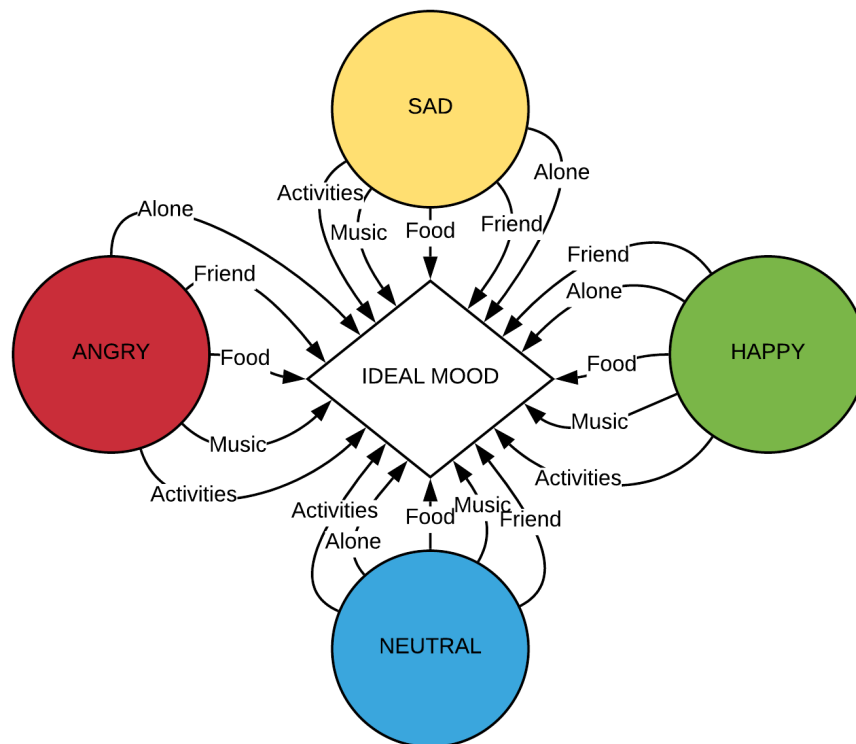 SAD
Alone
Activities
Friend
Music
Food
Alone
Friend
Friend
Alone
ANGRY
Food
IDEAL MOOD
Food
HAPPY
Music
Music
Activities
Activities
Activities
Alone
Food
Music
Friend
NEUTRAL